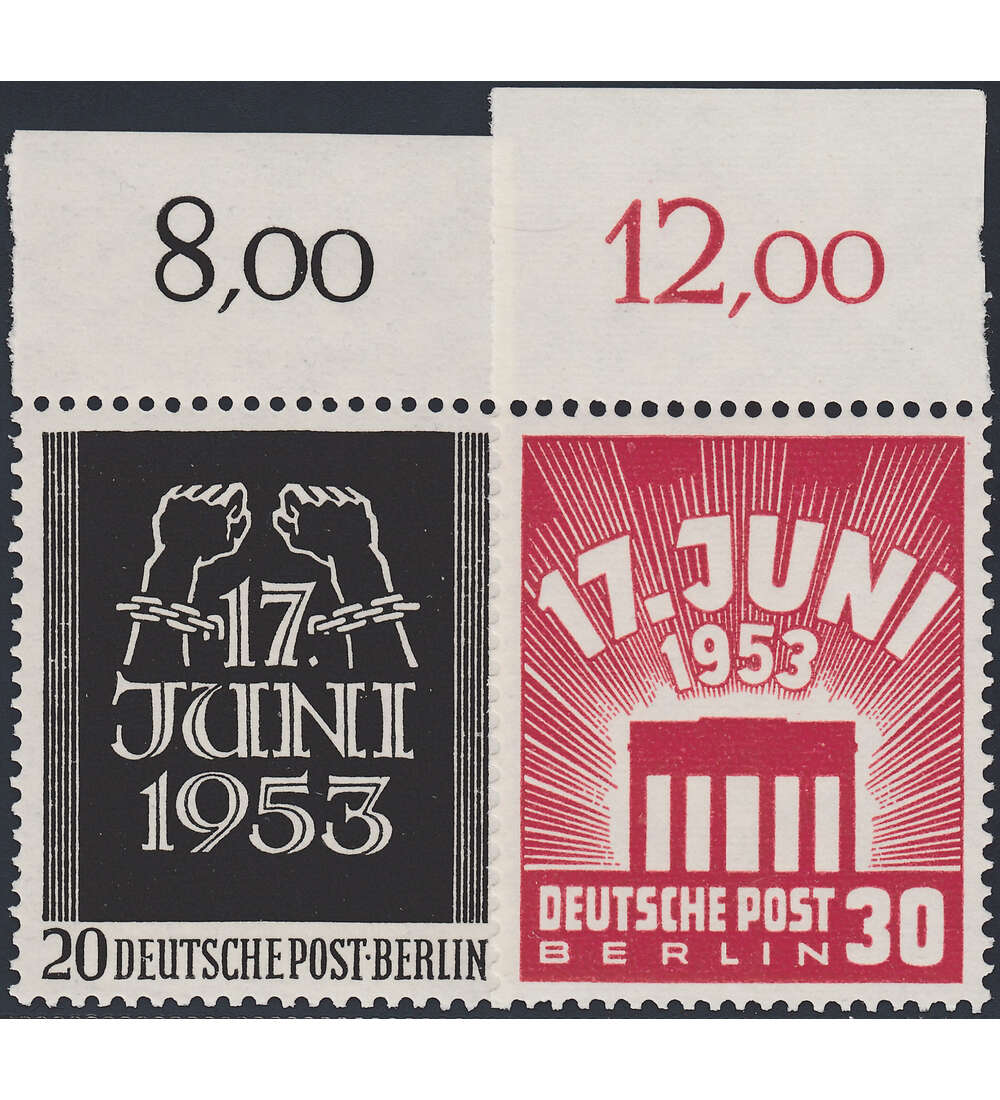 8,00
17.
JUNI
1953
20 DEUTSCHE POST·BERLIN
12,00
17. JUNI
1953
DEUTSCHE POST
BERLIN 30